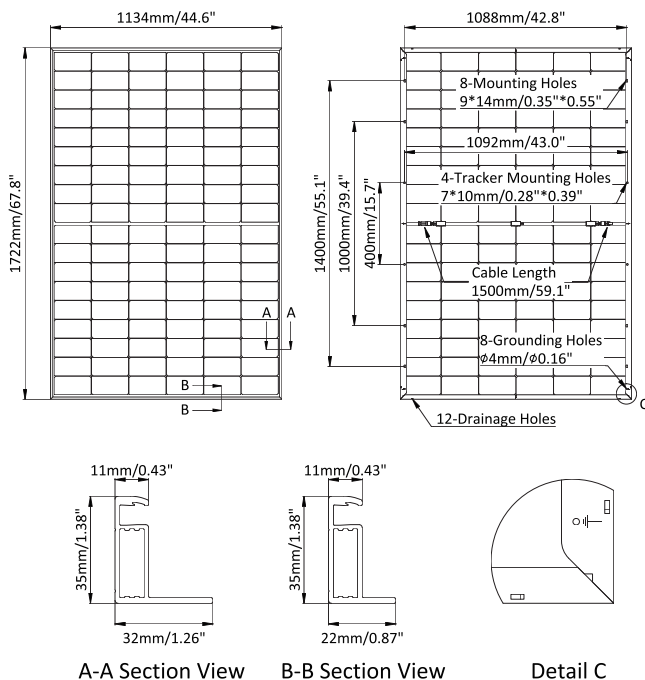 1134mm/44.6"
1722mm/67.8"
A A
B
B
1088mm/42.8"
8-Mounting Holes
9*14mm/0.35"*0.55"
1092mm/43.0"
4-Tracker Mounting Holes
7*10mm/0.28"*0.39"
1400mm/55.1"
1000mm/39.4"
400mm/15.7"
Cable Length
1500mm/59.1"
8-Grounding Holes
φ4mm/φ0.16"
C
12-Drainage Holes
11mm/0.43"
35mm/1.38"
32mm/1.26"
A-A Section View
11mm/0.43"
35mm/1.38"
22mm/0.87"
B-B Section View
Detail C